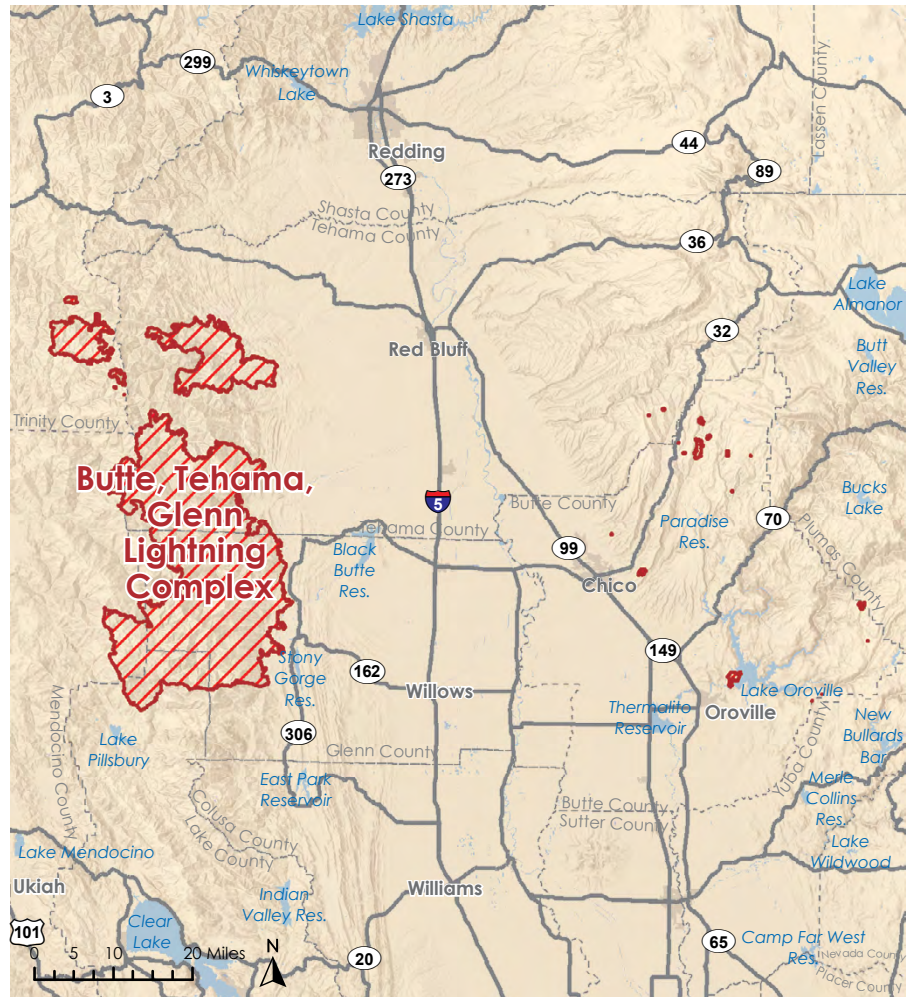 Lake Shasta
299
Whiskeytown
Lake
3
Lassen County
44
Redding
89
273
Shasta County
Tehama County
36
Lake
Almanor
32
Red Bluff
Butt
Valley
Res.
Trinity County
Butte, Tehama,
Glenn
Lightning
Complex
5
Bucks
Lake
Butte County
Paradise
Res.
70
Tehama County
Plumas County
Black
Butte
Res.
99
Chico
149
Stony
Gorge
Res.
162
Willows
Lake Oroville
Mendocino County
Thermalito
Reservoir
Oroville
New
Bullards
Bar
306
Lake
Pillsbury
Glenn County
Yuba County
East Park
Reservoir
Merle
Collins
Res.
Colusa County
Lake County
Butte County
Sutter County
Lake
Wildwood
Lake Mendocino
Ukiah
Indian
Valley Res.
Williams
101
Clear
Lake
65
Camp Far West
Res.
Nevada County
Placer County
20
0 5 10 20 Miles
N